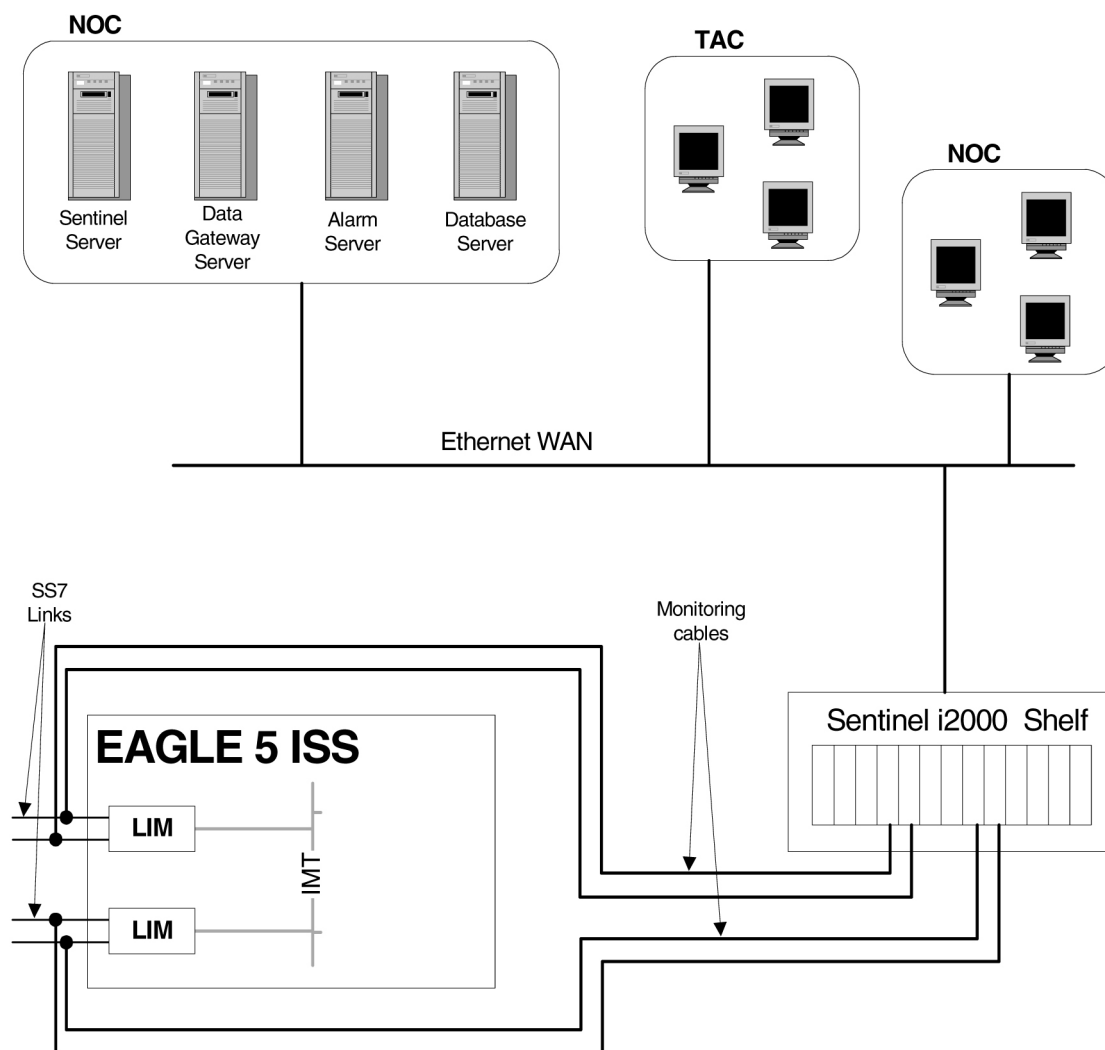 NOC
TAC
NOC
Sentinel
Server
Data
Gateway
Server
Alarm
Server
Database
Server
Ethernet WAN
SS7
Links
Monitoring
cables
Sentinel i2000 Shelf
EAGLE 5 ISS
LIM
IMT
LIM